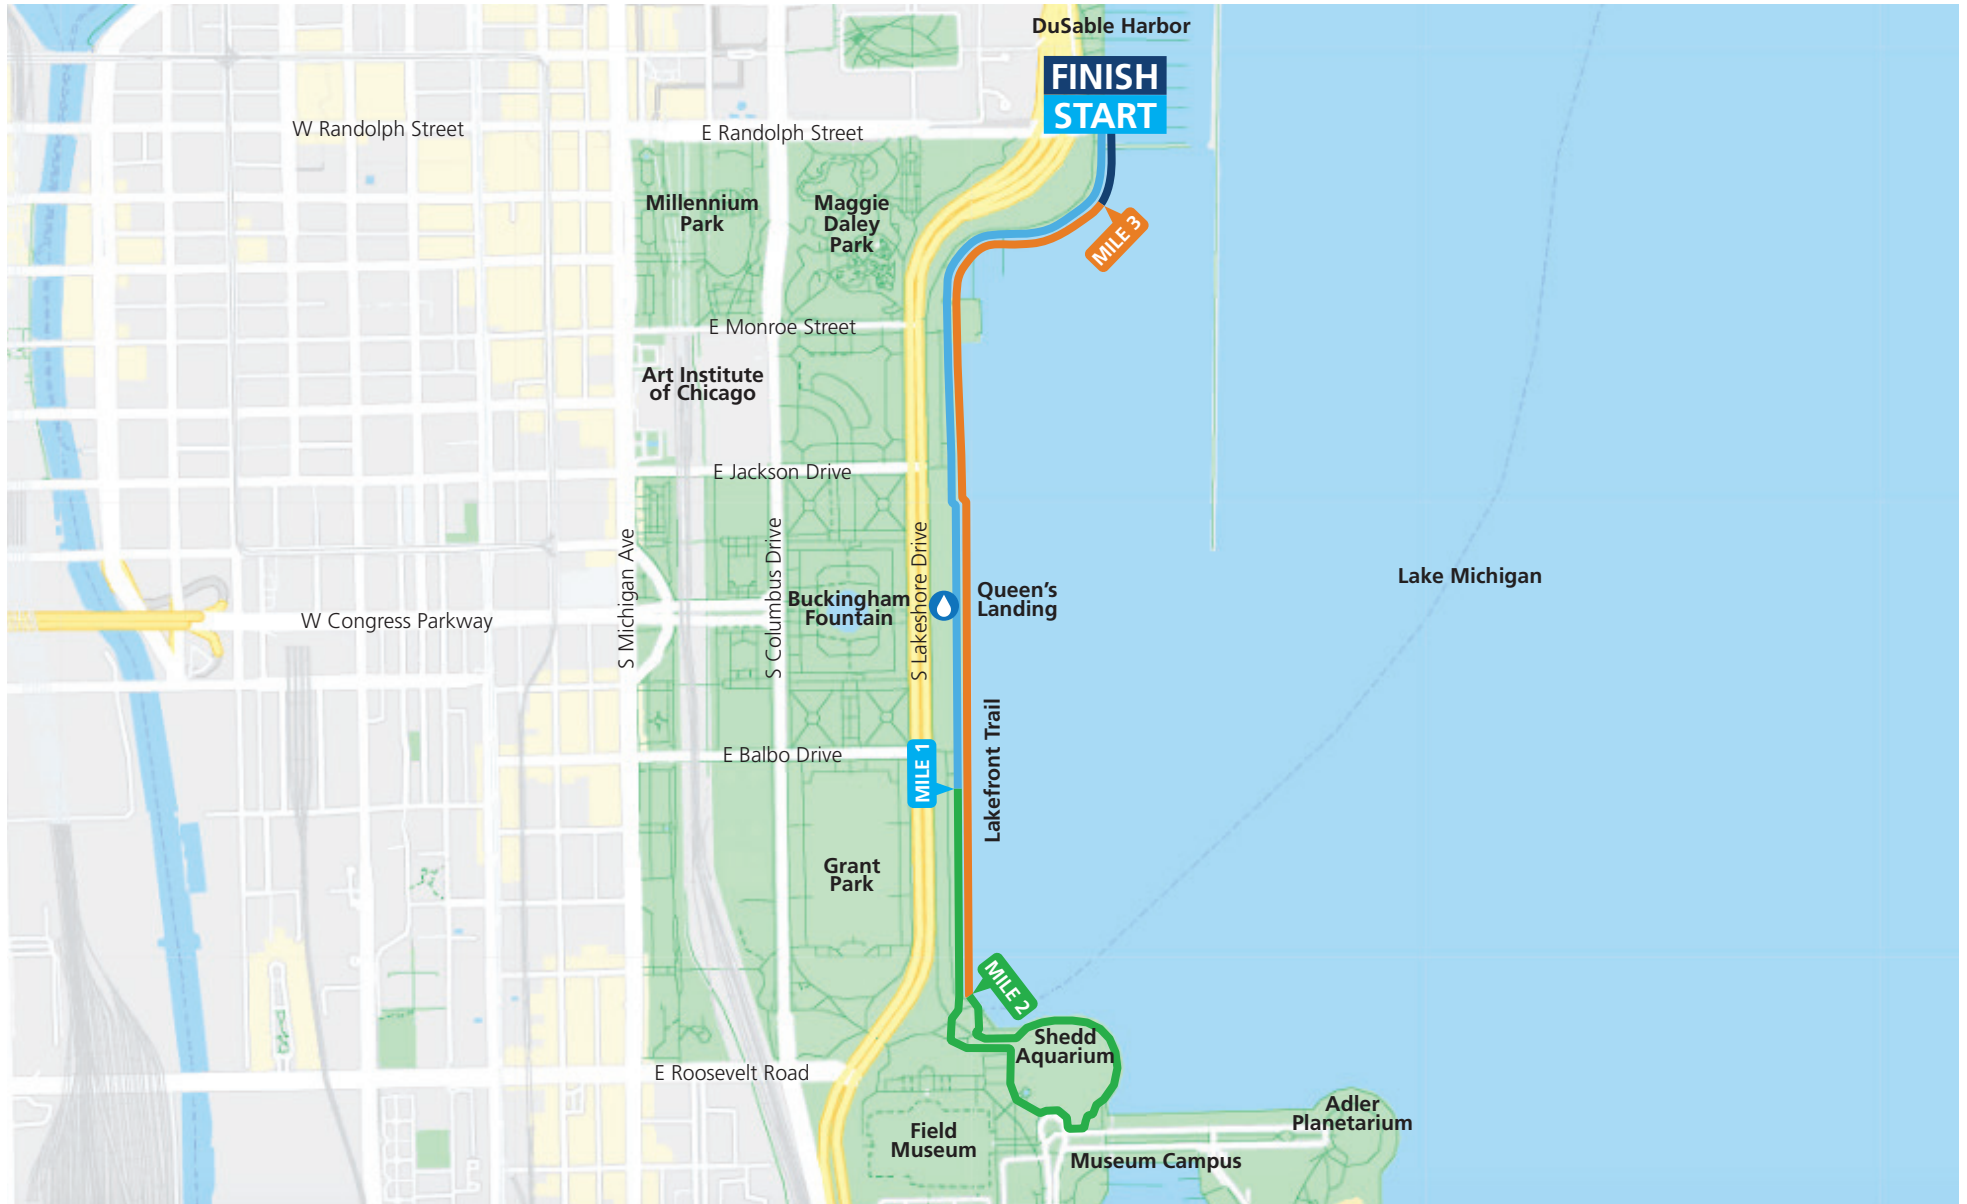 DuSable Harbor
FINISH
START
W Randolph Street
E Randolph Street
Millennium
Park
Maggie
Daley
Park
MILE 3
E Monroe Street
Art Institute
of Chicago
E Jackson Drive
S Michigan Ave
S Columbus Drive
S Lakeshore Drive
Buckingham
Fountain
Queen's
Landing
Lake Michigan
W Congress Parkway
E Balbo Drive
MILE 1
Lakefront Trail
Grant
Park
MILE 2
Shedd
Aquarium
E Roosevelt Road
Field
Museum
Adler
Planetarium
Museum Campus